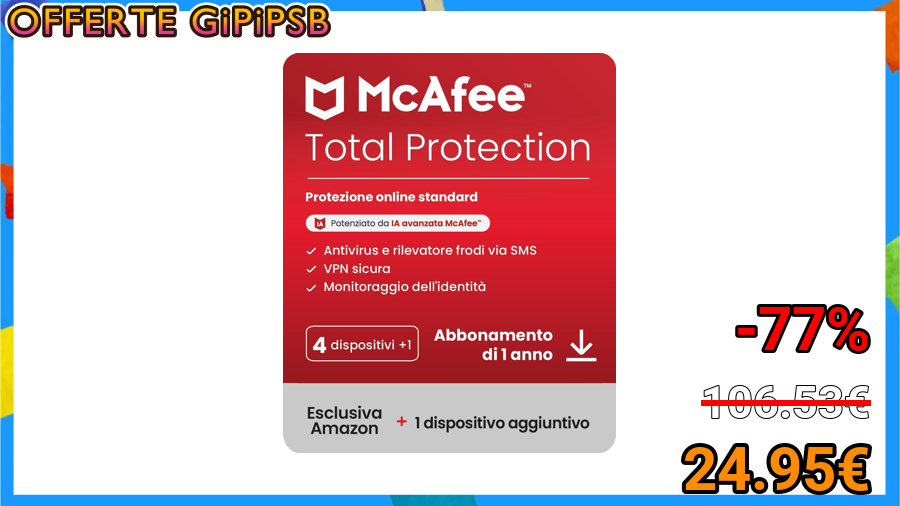 OFFERTE GiPiPSB
McAfee™
Total Protection
Protezione online standard
IA Potenziato da IA avanzata McAfee™
Antivirus e rilevatore frodi via SMS
VPN sicura
Monitoraggio dell'identità
4 dispositivi +1
Abbonamento
di 1 anno
Esclusiva
Amazon
+ 1 dispositivo aggiuntivo
-77%
106.53€
24.95€